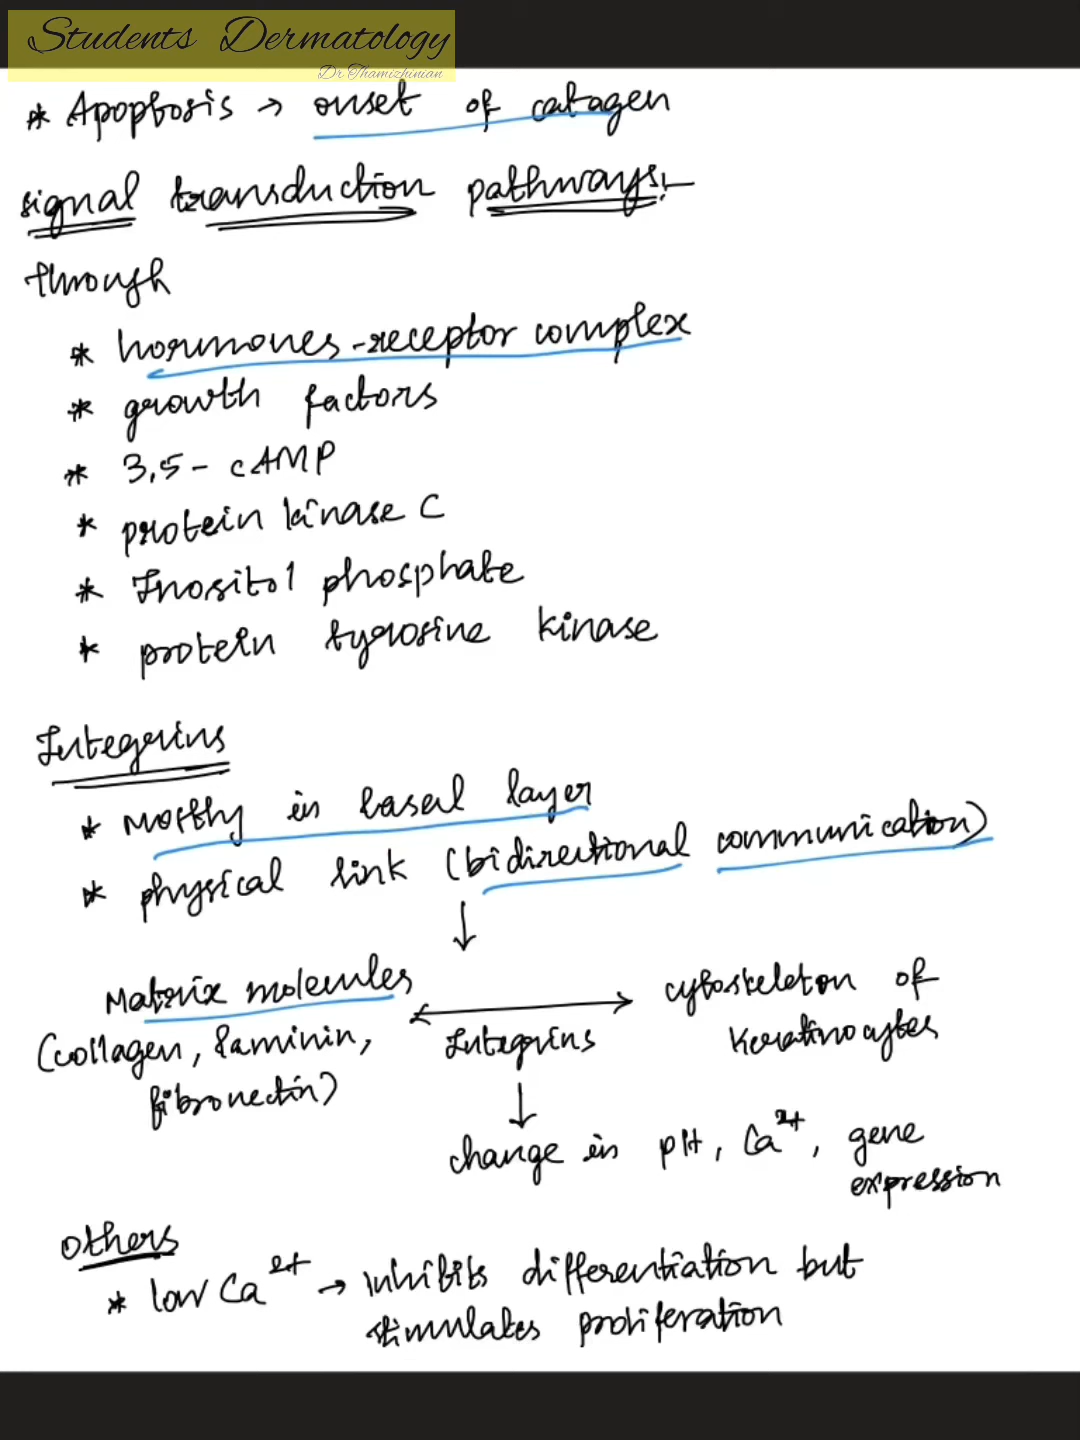 Students Dermatology
Dr Thamizhinian
* Apoptosis → onset of catagen
signal transduction pathways:-
through
* hormones-receptor complex
* growth factors
* 3,5- cAMP
* protein kinase C
* Inositol phosphate
* protein tyrosine kinase
Integrins
* Mostly in basal layer
* physical link (bidirectional communication)
↓
Matrix molecules ↔ cytoskeleton of
(collagen, laminin, Integrins Keratinocytes
fibronectin) ↓
change in pH, Ca2+, gene
expression
Others
* low Ca2+ → inhibits differentiation but
stimulates proliferation